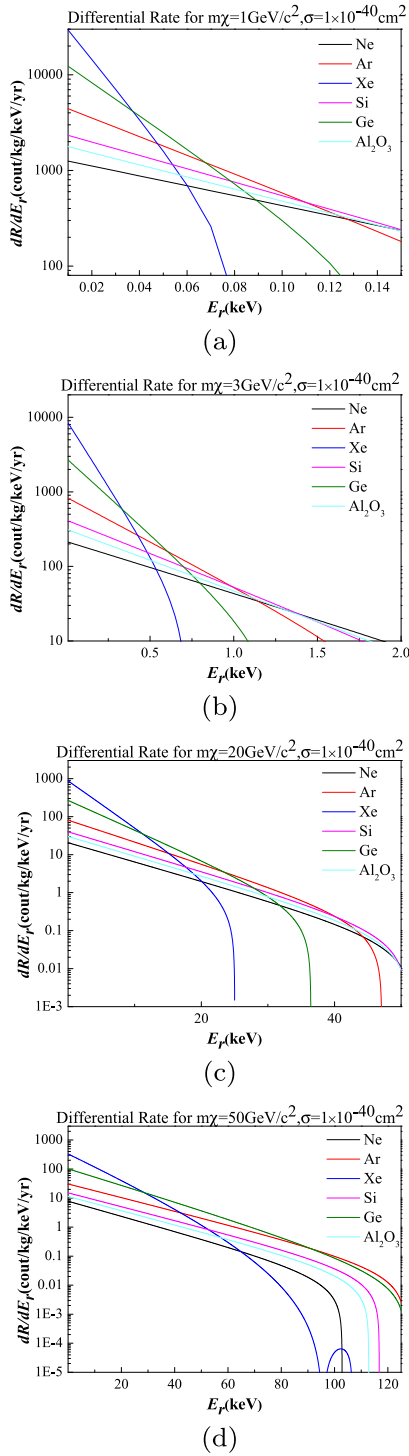 Differential Rate for mχ=1GeV/c²,σ=1×10⁻⁴⁰cm²
Ne
Ar
Xe
Si
Ge
Al₂O₃
10000
1000
100
dR/dEᵣ(cout/kg/keV/yr)
0.02 0.04 0.06 0.08 0.10 0.12 0.14
Eᵣ(keV)
(a)
Differential Rate for mχ=3GeV/c²,σ=1×10⁻⁴⁰cm²
Ne
Ar
Xe
Si
Ge
Al₂O₃
10000
1000
100
10
dR/dEᵣ(cout/kg/keV/yr)
0.5 1.0 1.5 2.0
Eᵣ(keV)
(b)
Differential Rate for mχ=20GeV/c²,σ=1×10⁻⁴⁰cm²
Ne
Ar
Xe
Si
Ge
Al₂O₃
1000
100
10
1
0.1
0.01
1E-3
dR/dEᵣ(cout/kg/keV/yr)
20 40
Eᵣ(keV)
(c)
Differential Rate for mχ=50GeV/c²,σ=1×10⁻⁴⁰cm²
Ne
Ar
Xe
Si
Ge
Al₂O₃
1000
100
10
1
0.1
0.01
1E-3
1E-4
1E-5
dR/dEᵣ(cout/kg/keV/yr)
20 40 60 80 100 120
Eᵣ(keV)
(d)